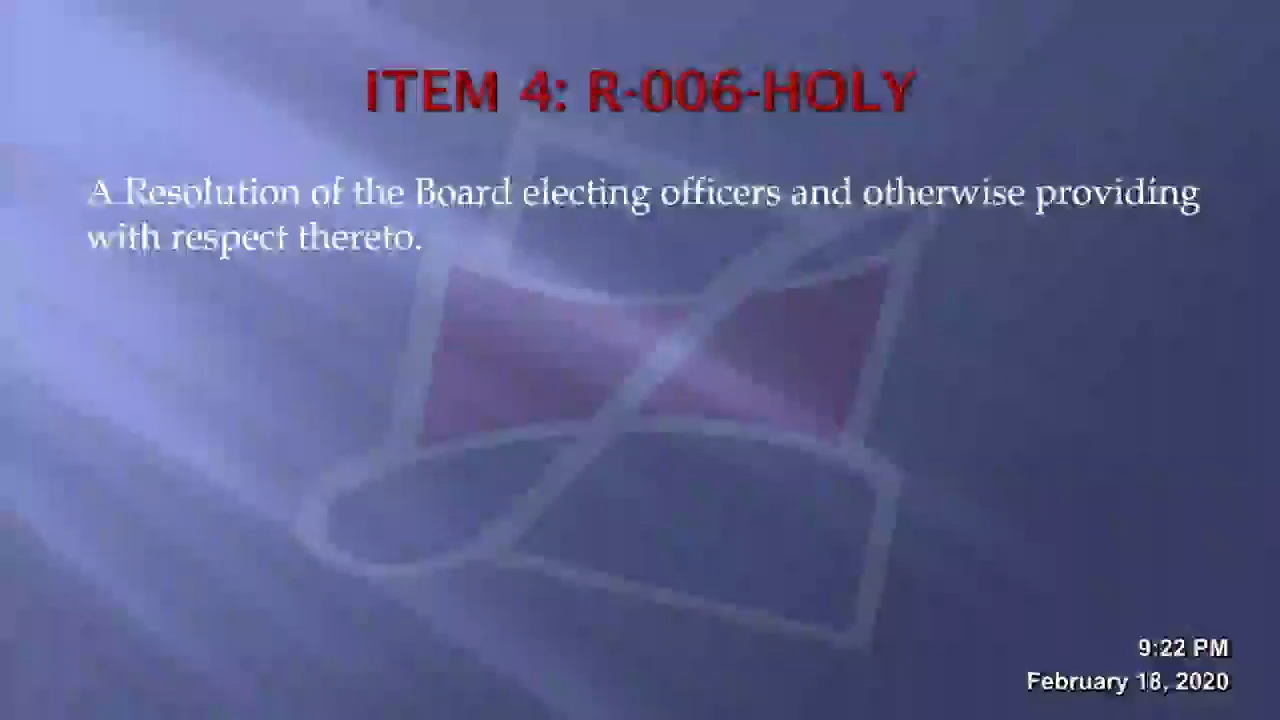 ITEM 4: R-006-HOLY
A Resolution of the Board electing officers and otherwise providing
with respect thereto.
9:22 PM
February 18, 2020